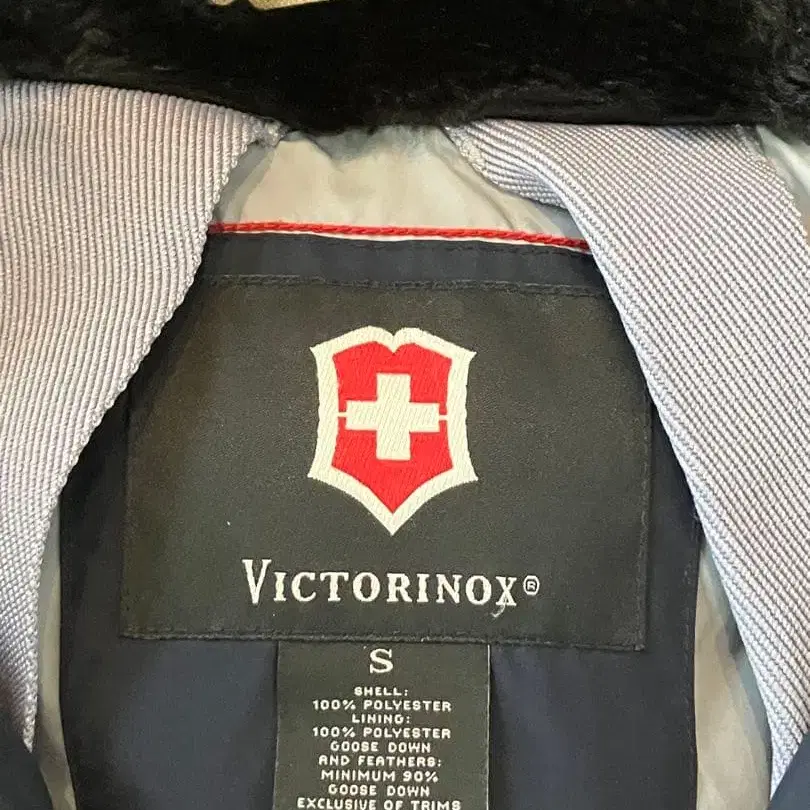 VICTORINOX®
S
SHELL:
100% POLYESTER
LINING:
100% POLYESTER
GOOSE DOWN
AND FEATHERS:
MINIMUM 90%
GOOSE DOWN
EXCLUSIVE OF TRIMS